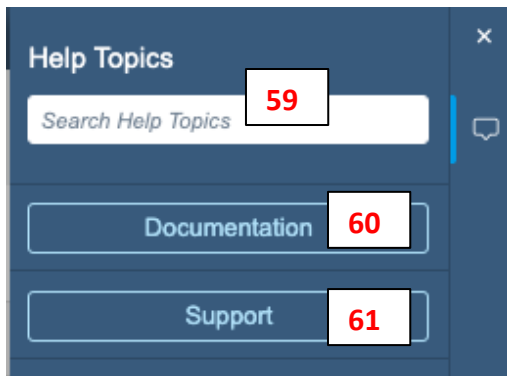 Help Topics
59
Search Help Topics
Documentation
60
Support
61